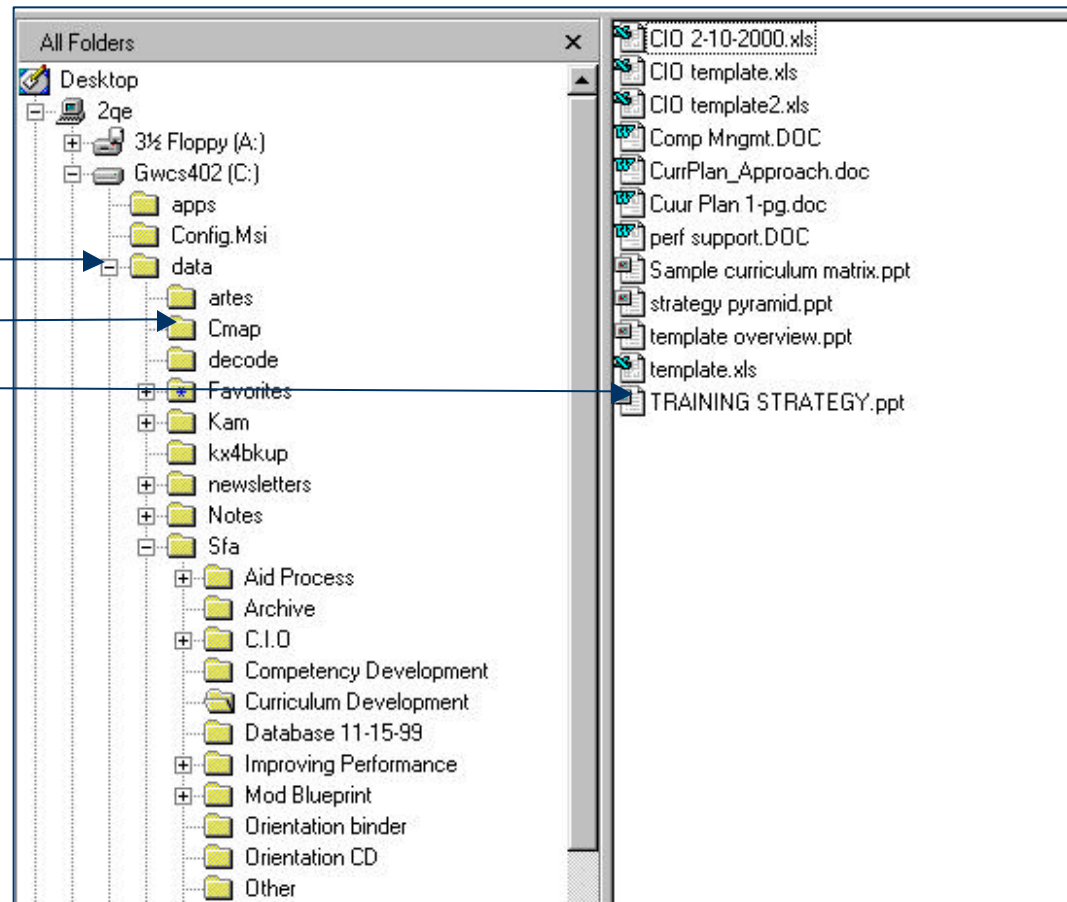 All Folders
Desktop
2qe
3½ Floppy (A:)
Gwcs402 (C:)
apps
Config.Msi
data
artes
Cmap
decode
Favorites
Kam
kx4bkup
newsletters
Notes
Sfa
Aid Process
Archive
C.I.O
Competency Development
Curriculum Development
Database 11-15-99
Improving Performance
Mod Blueprint
Orientation binder
Orientation CD
Other
CIO 2-10-2000.xls
CIO template.xls
CIO template2.xls
Comp Mngmt.DOC
CurrPlan_Approach.doc
Cuur Plan 1-pg.doc
perf support.DOC
Sample curriculum matrix.ppt
strategy pyramid.ppt
template overview.ppt
template.xls
TRAINING STRATEGY.ppt